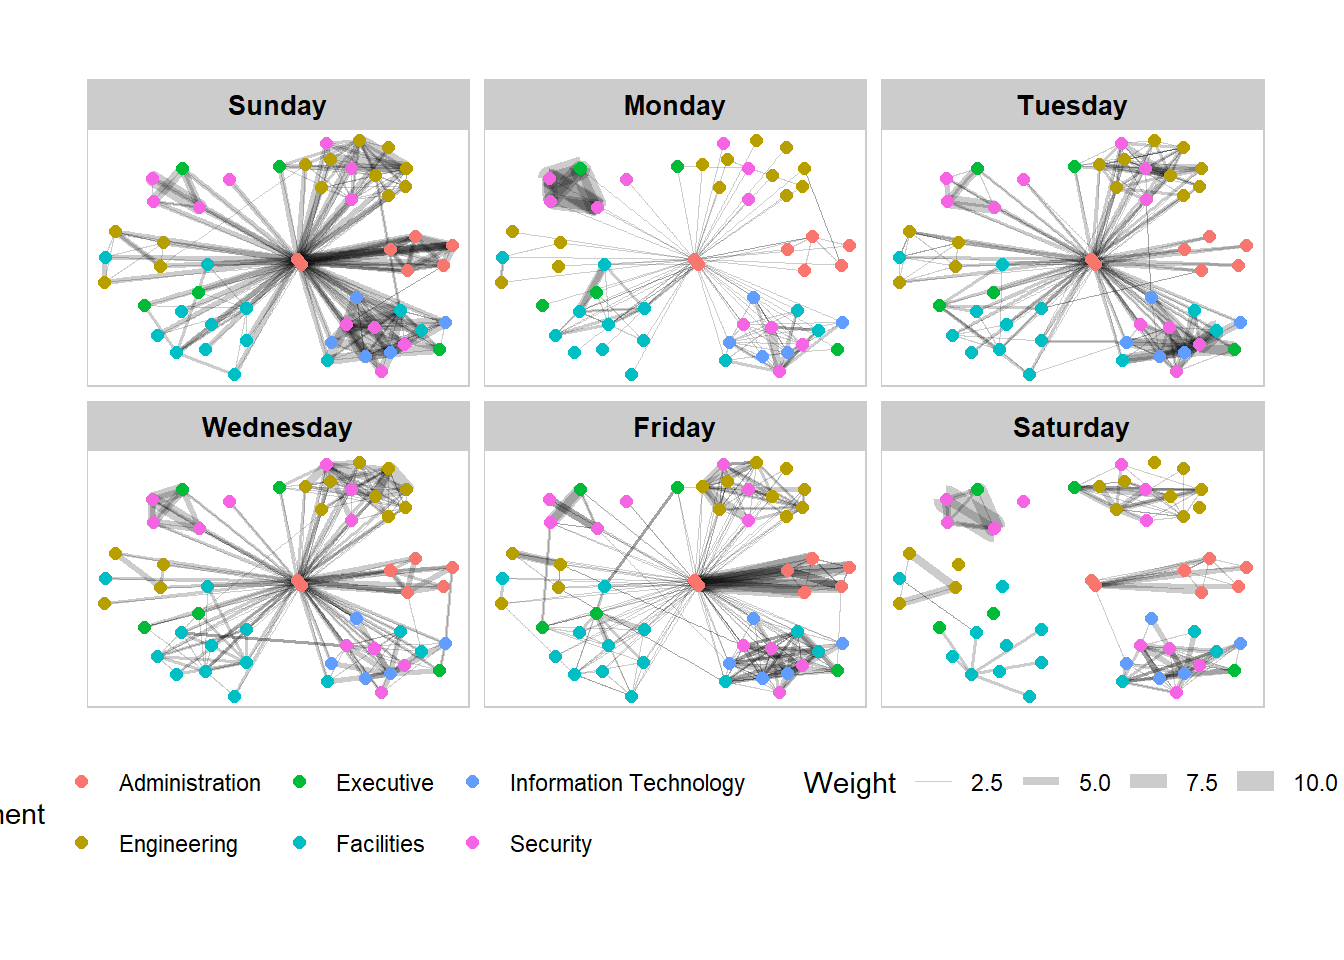 Sunday Monday Tuesday
Wednesday Friday Saturday
Administration Executive Information Technology Weight 2.5 5.0 7.5 10.0
Engineering Facilities Security